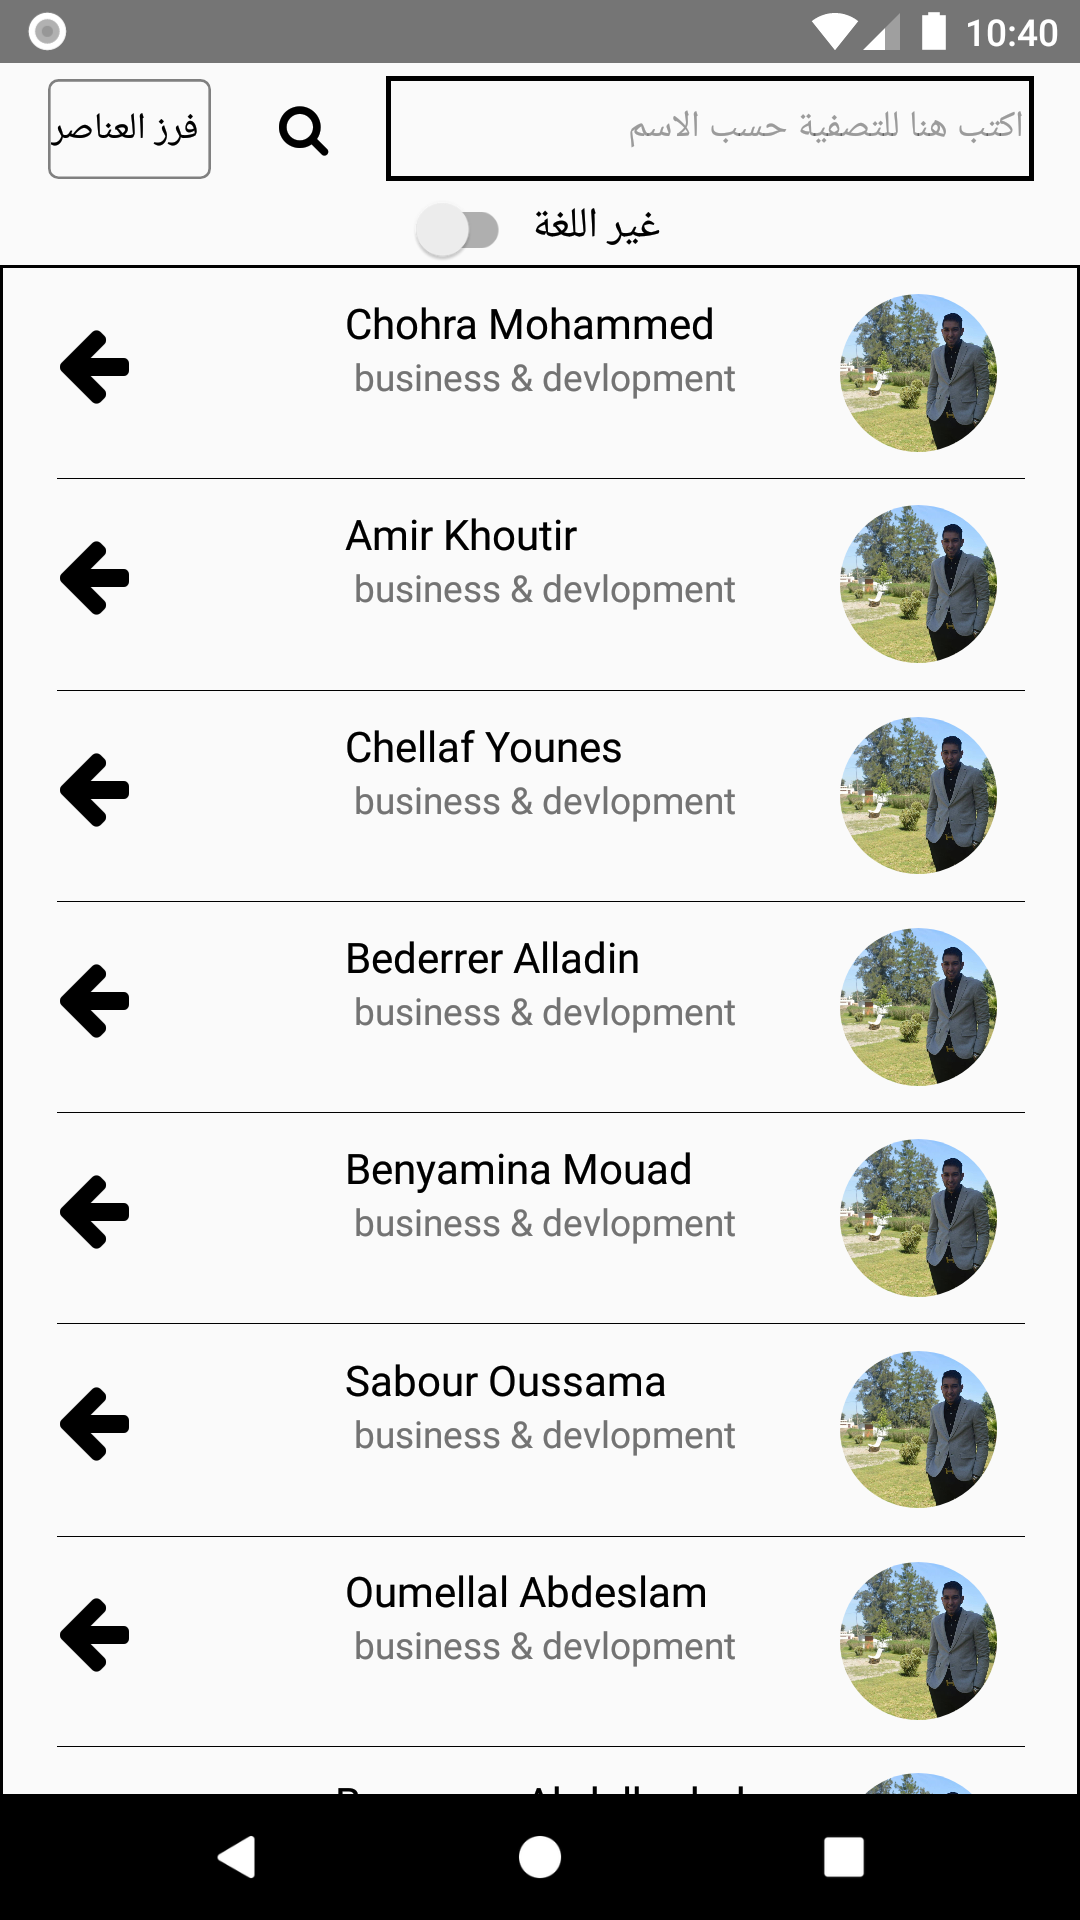 10:40
اكتب هنا للتصفية حسب الاسم
فرز العناصر
غير اللغة
Chohra Mohammed
business & devlopment
Amir Khoutir
business & devlopment
Chellaf Younes
business & devlopment
Bederrer Alladin
business & devlopment
Benyamina Mouad
business & devlopment
Sabour Oussama
business & devlopment
Oumellal Abdeslam
business & devlopment